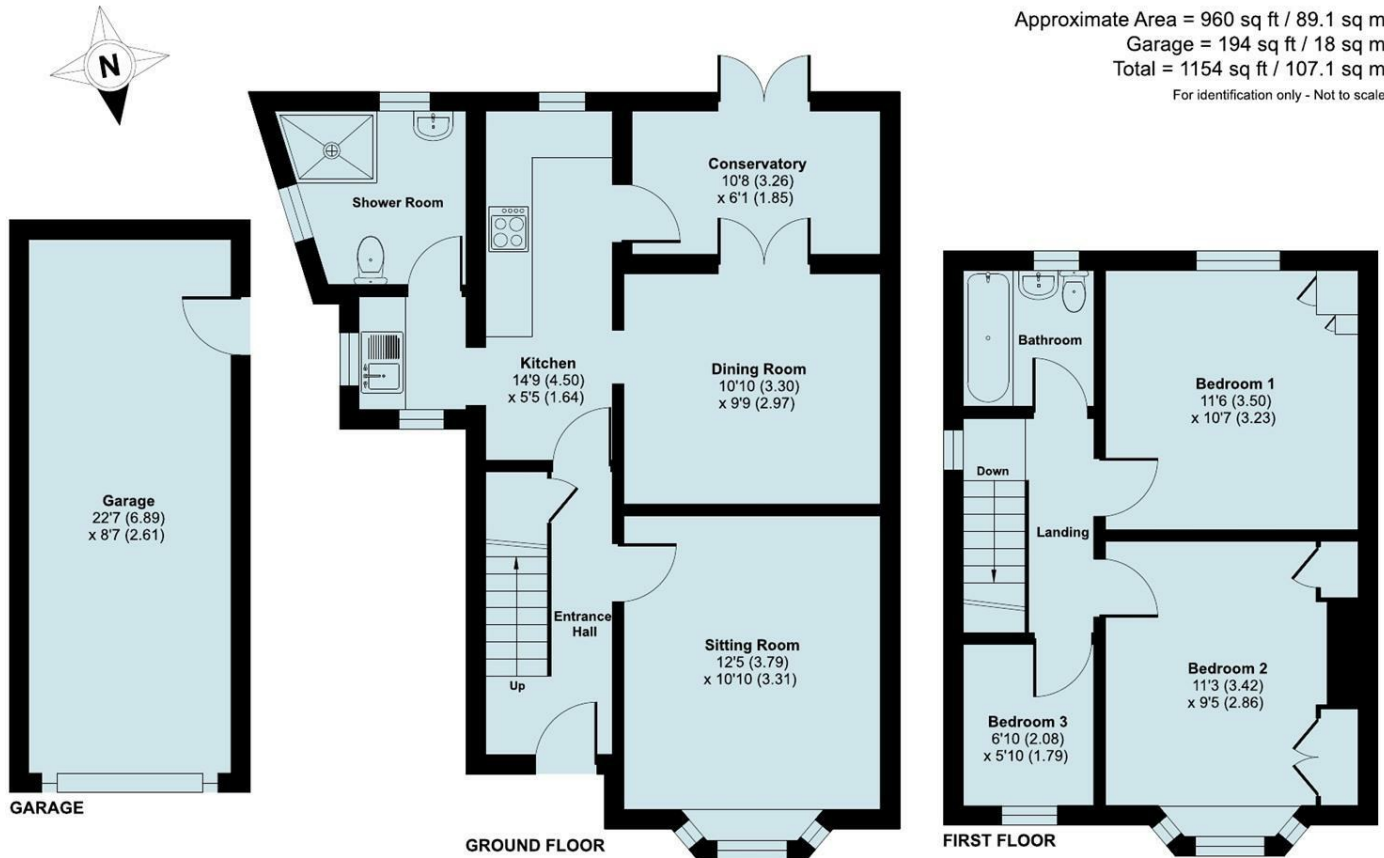 N
Approximate Area = 960 sq ft / 89.1 sq m
Garage = 194 sq ft / 18 sq m
Total = 1154 sq ft / 107.1 sq m
For identification only - Not to scale
Garage
22'7 (6.89)
x 8'7 (2.61)
GARAGE
Shower Room
Conservatory
10'8 (3.26)
x 6'1 (1.85)
Kitchen
14'9 (4.50)
x 5'5 (1.64)
Dining Room
10'10 (3.30)
x 9'9 (2.97)
Entrance
Hall
Up
Sitting Room
12'5 (3.79)
x 10'10 (3.31)
GROUND FLOOR
Bathroom
Bedroom 1
11'6 (3.50)
x 10'7 (3.23)
Down
Landing
Bedroom 2
11'3 (3.42)
x 9'5 (2.86)
Bedroom 3
6'10 (2.08)
x 5'10 (1.79)
FIRST FLOOR